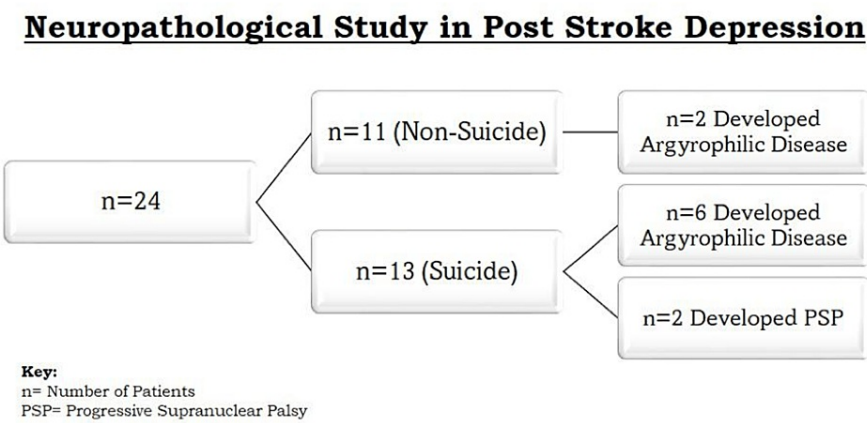 Neuropathological Study in Post Stroke Depression
n=24
n=11 (Non-Suicide)
n=2 Developed
Argyrophilic Disease
n=13 (Suicide)
n=6 Developed
Argyrophilic Disease
n=2 Developed PSP
Key:
n= Number of Patients
PSP= Progressive Supranuclear Palsy